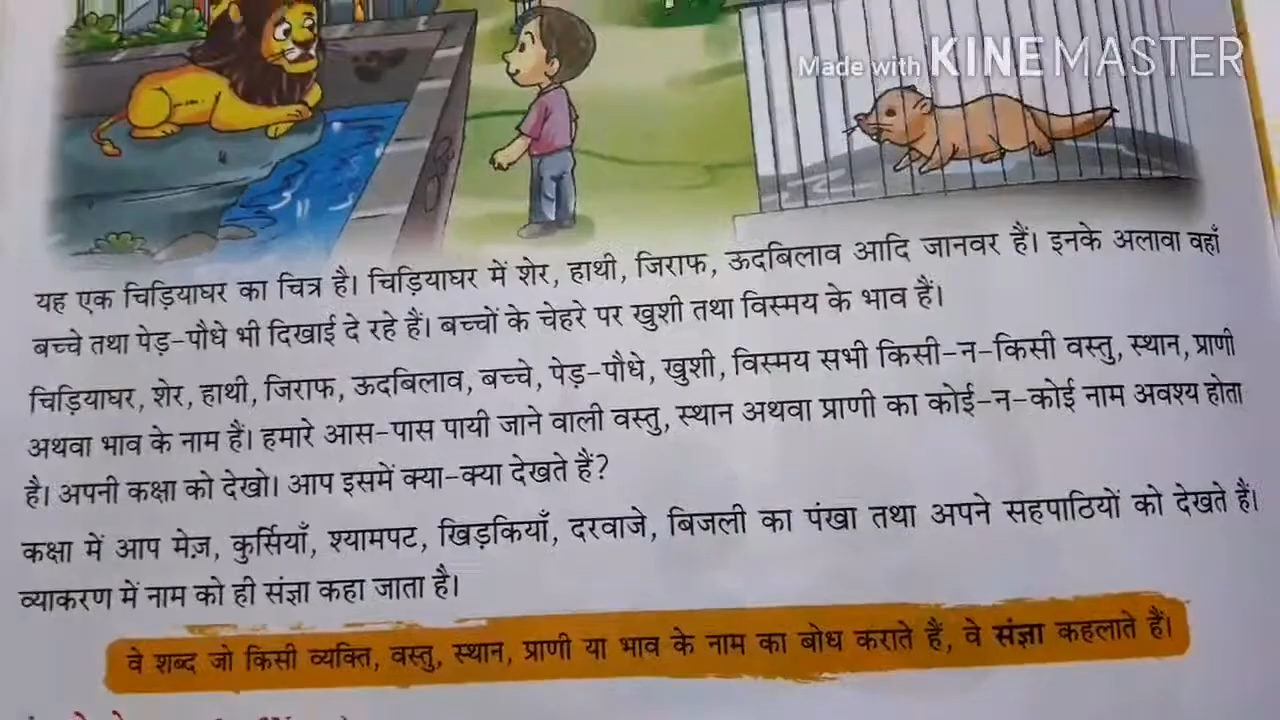 Made with KINEMASTER
यह एक चिड़ियाघर का चित्र है। चिड़ियाघर में शेर, हाथी, जिराफ, ऊदबिलाव आदि जानवर हैं। इनके अलावा वहाँ
बच्चे तथा पेड़-पौधे भी दिखाई दे रहे हैं। बच्चों के चेहरे पर खुशी तथा विस्मय के भाव हैं।
चिड़ियाघर, शेर, हाथी, जिराफ, ऊदबिलाव, बच्चे, पेड़-पौधे, खुशी, विस्मय सभी किसी-न-किसी वस्तु, स्थान, प्राणी
अथवा भाव के नाम हैं। हमारे आस-पास पायी जाने वाली वस्तु, स्थान अथवा प्राणी का कोई-न-कोई नाम अवश्य होता
है। अपनी कक्षा को देखो। आप इसमें क्या-क्या देखते हैं?
कक्षा में आप मेज़, कुर्सियाँ, श्यामपट, खिड़कियाँ, दरवाजे, बिजली का पंखा तथा अपने सहपाठियों को देखते हैं।
व्याकरण में नाम को ही संज्ञा कहा जाता है।
वे शब्द जो किसी व्यक्ति, वस्तु, स्थान, प्राणी या भाव के नाम का बोध कराते हैं, वे संज्ञा कहलाते हैं।